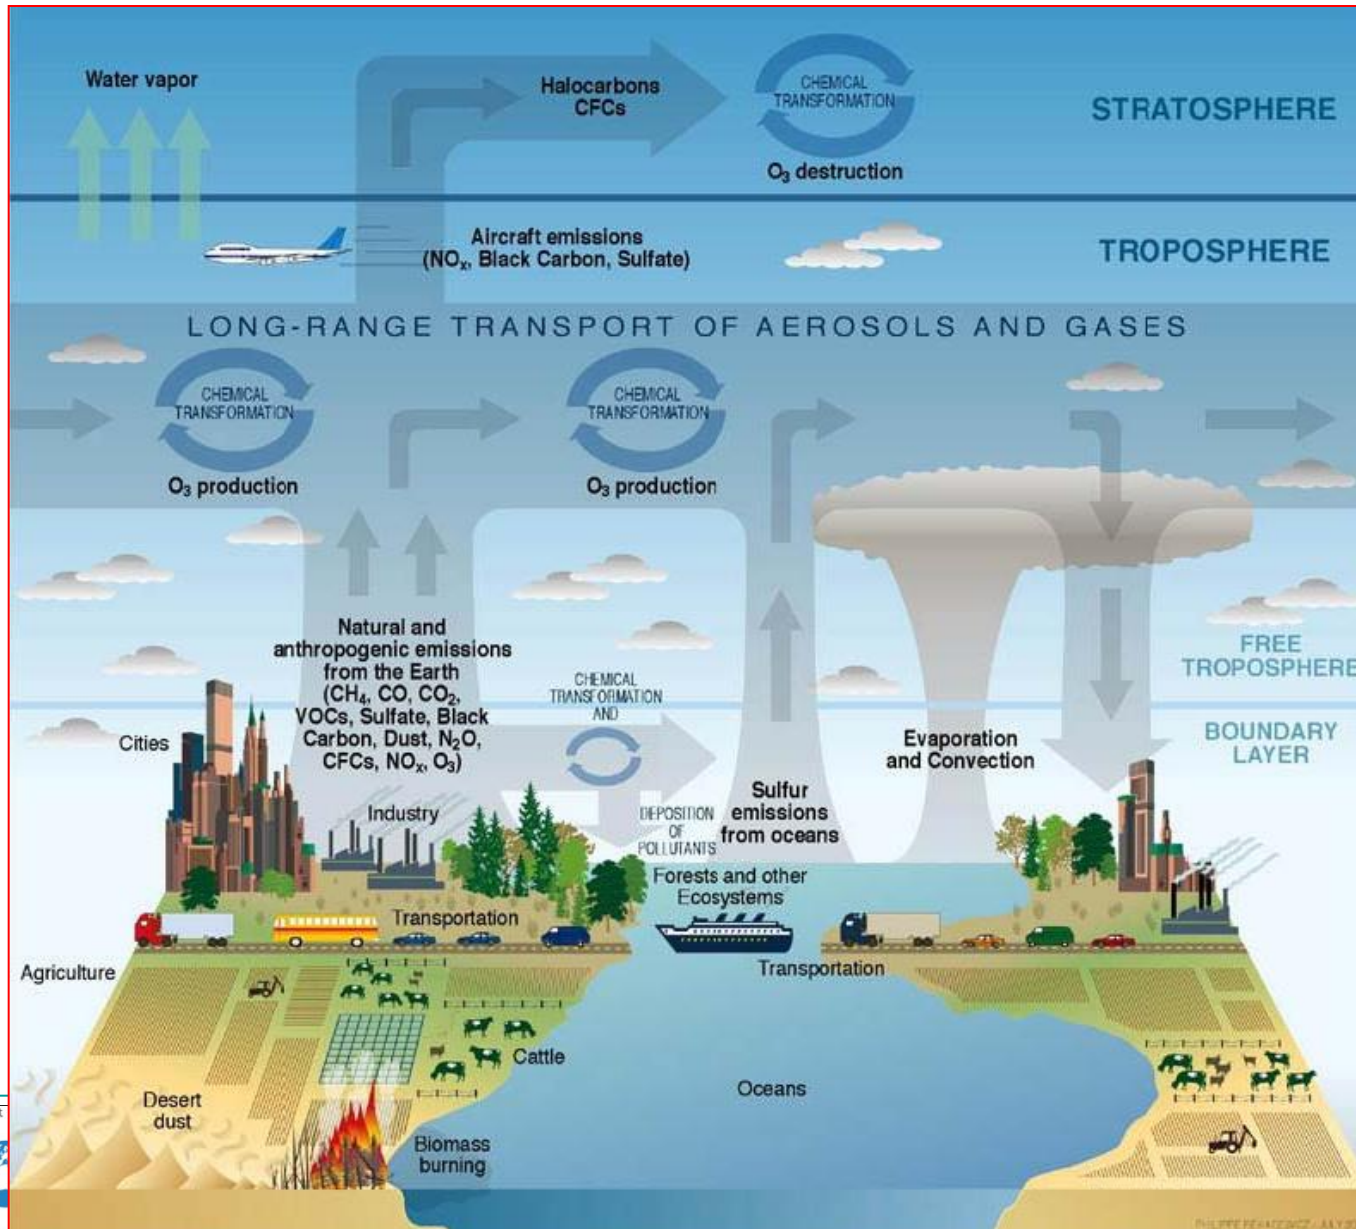 Water vapor
Halocarbons
CFCs
CHEMICAL
TRANSFORMATION
O₃ destruction
STRATOSPHERE
Aircraft emissions
(NOₓ, Black Carbon, Sulfate)
TROPOSPHERE
LONG-RANGE TRANSPORT OF AEROSOLS AND GASES
CHEMICAL
TRANSFORMATION
O₃ production
CHEMICAL
TRANSFORMATION
O₃ production
Natural and
anthropogenic emissions
from the Earth
(CH₄, CO, CO₂,
VOCs, Sulfate, Black
Carbon, Dust, N₂O,
CFCs, NOₓ, O₃)
CHEMICAL
TRANSFORMATION
AND
DEPOSITION
OF
POLLUTANTS
FREE
TROPOSPHERE
BOUNDARY
LAYER
Cities
Industry
Sulfur
emissions
from oceans
Evaporation
and Convection
Forests and other
Ecosystems
Transportation
Transportation
Agriculture
Cattle
Desert
dust
Biomass
burning
Oceans